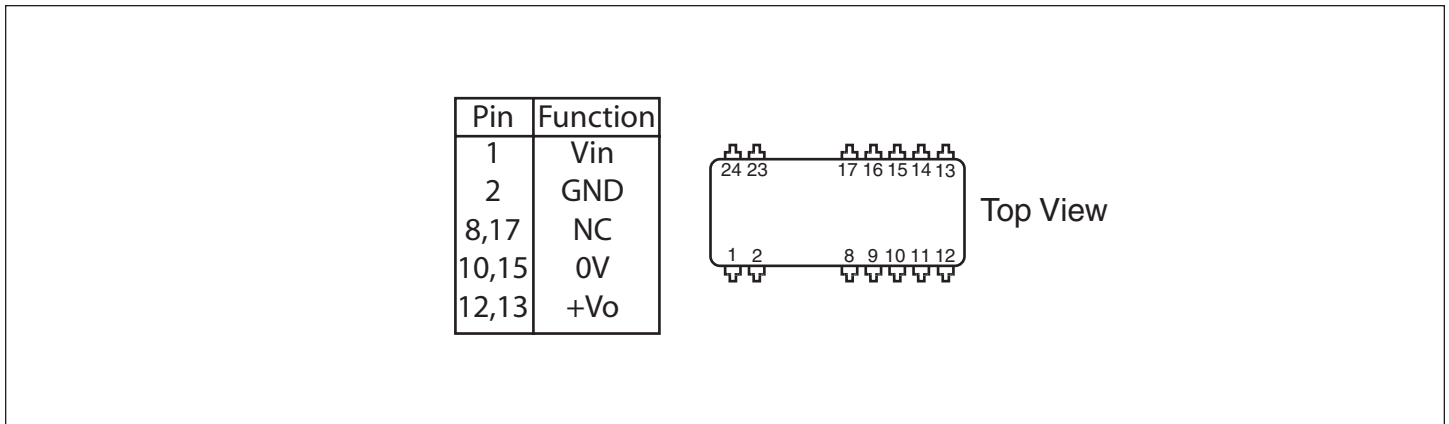 Pin Function
1 Vin
2 GND
8,17 NC
10,15 0V
12,13 +Vo
24 23 17 16 15 14 13
Top View
1 2 8 9 10 11 12